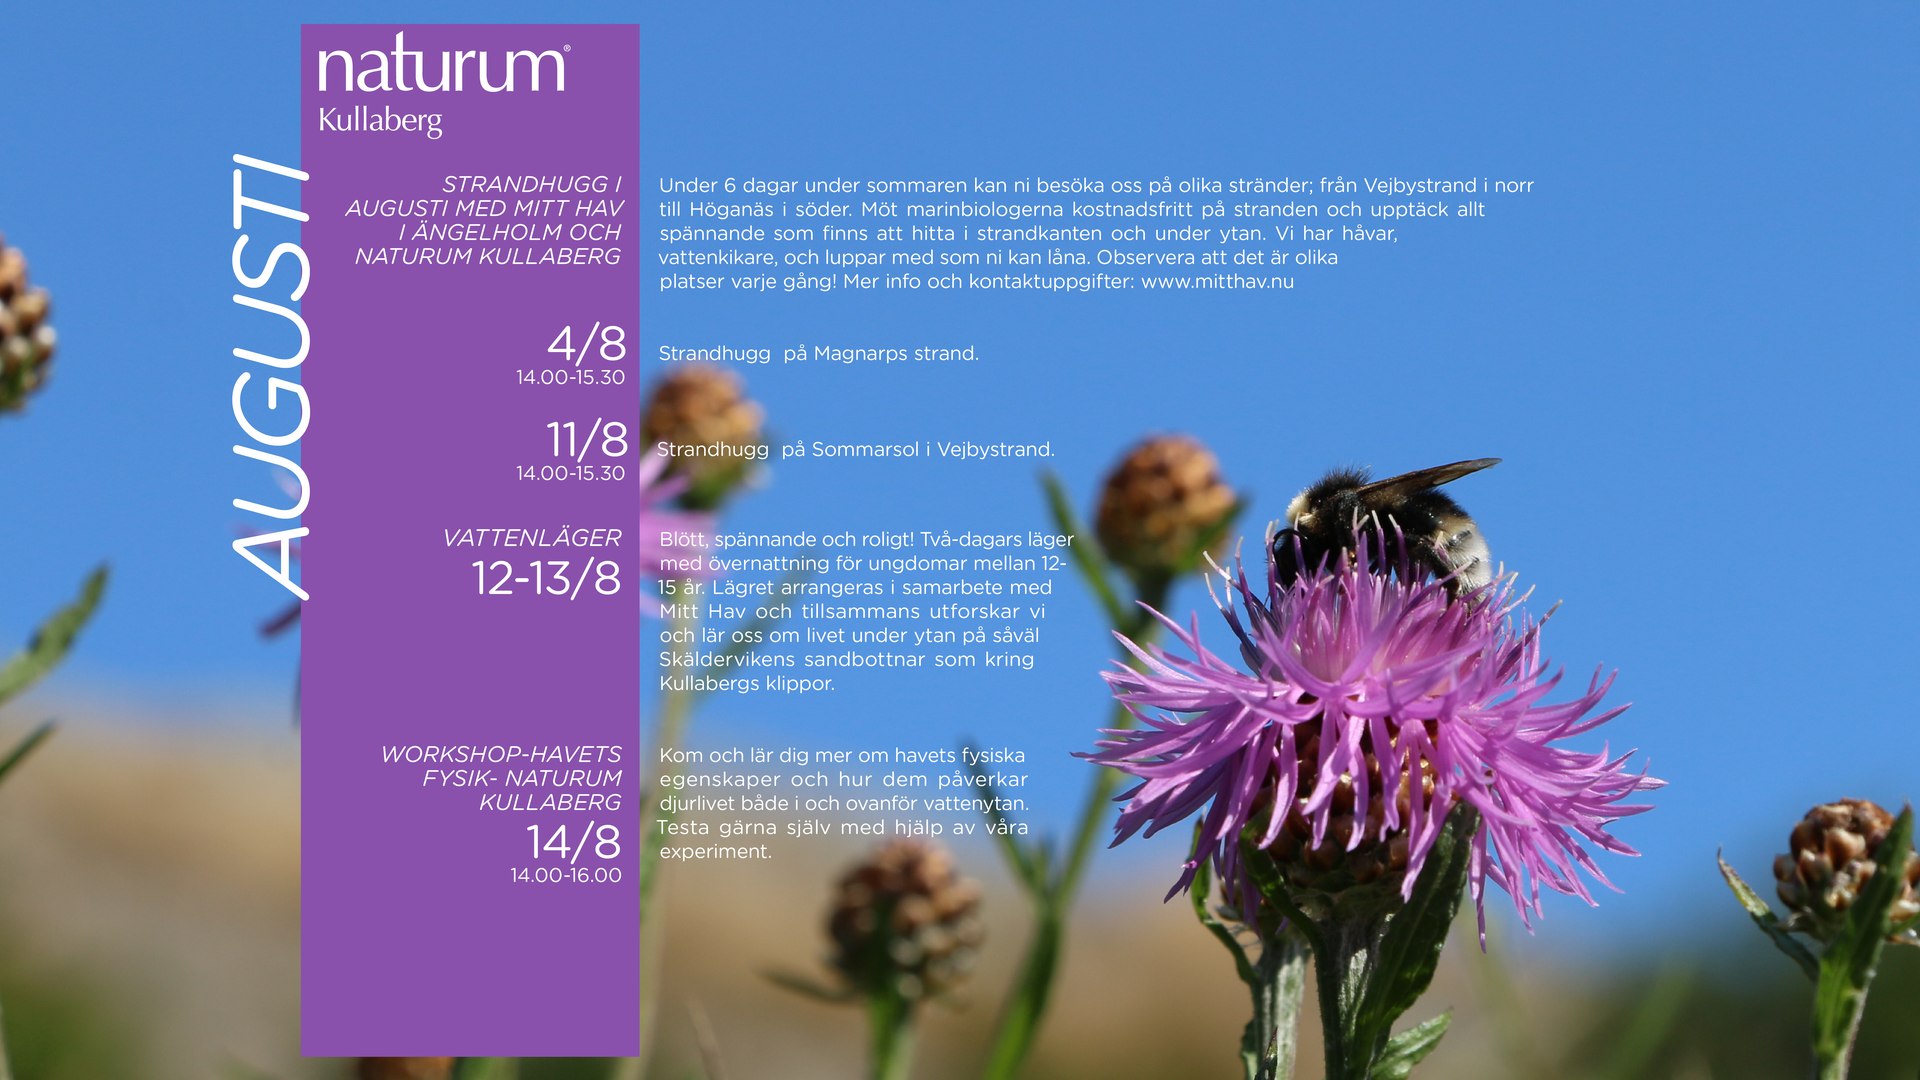 naturum®
Kullaberg
AUGUSTI
STRANDHUGG I
AUGUSTI MED MITT HAV
I ÄNGELHOLM OCH
NATURUM KULLABERG
Under 6 dagar under sommaren kan ni besöka oss på olika stränder; från Vejbystrand i norr
till Höganäs i söder. Möt marinbiologerna kostnadsfritt på stranden och upptäck allt
spännande som finns att hitta i strandkanten och under ytan. Vi har håvar,
vattenkikare, och luppar med som ni kan låna. Observera att det är olika
platser varje gång! Mer info och kontaktuppgifter: www.mitthav.nu
4/8
14.00-15.30
Strandhugg på Magnarps strand.
11/8
14.00-15.30
Strandhugg på Sommarsol i Vejbystrand.
VATTENLÄGER
12-13/8
Blött, spännande och roligt! Två-dagars läger
med övernattning för ungdomar mellan 12-
15 år. Lägret arrangeras i samarbete med
Mitt Hav och tillsammans utforskar vi
och lär oss om livet under ytan på såväl
Skäldervikens sandbottnar som kring
Kullabergs klippor.
WORKSHOP-HAVETS
FYSIK- NATURUM
KULLABERG
14/8
14.00-16.00
Kom och lär dig mer om havets fysiska
egenskaper och hur dem påverkar
djurlivet både i och ovanför vattenytan.
Testa gärna själv med hjälp av våra
experiment.